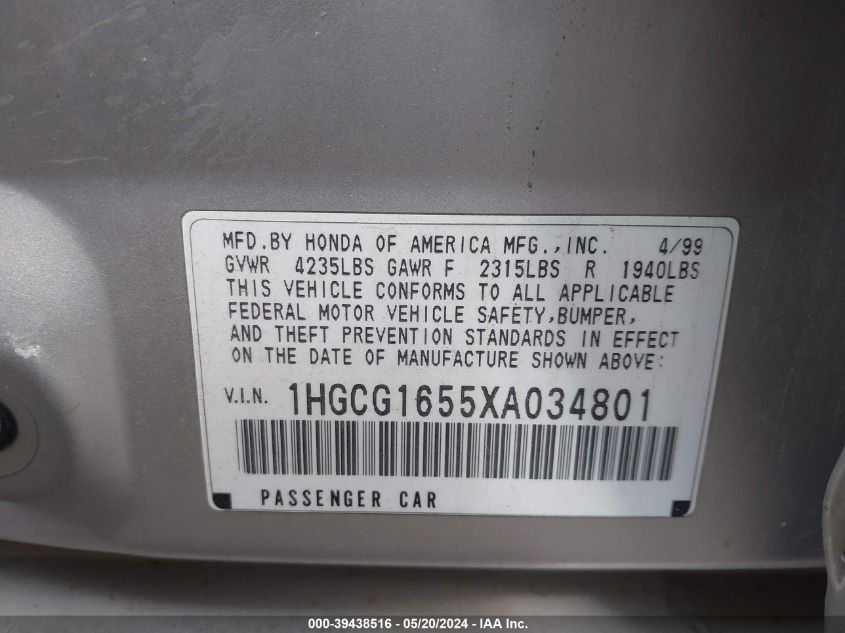 MFD.BY HONDA OF AMERICA MFG.,INC. 4/99
GVWR 4235LBS GAWR F 2315LBS R 1940LBS
THIS VEHICLE CONFORMS TO ALL APPLICABLE
FEDERAL MOTOR VEHICLE SAFETY,BUMPER,
AND THEFT PREVENTION STANDARDS IN EFFECT
ON THE DATE OF MANUFACTURE SHOWN ABOVE:
V.I.N. 1HGCG1655XA034801
PASSENGER CAR
000-39438516 - 05/20/2024 - IAA Inc.